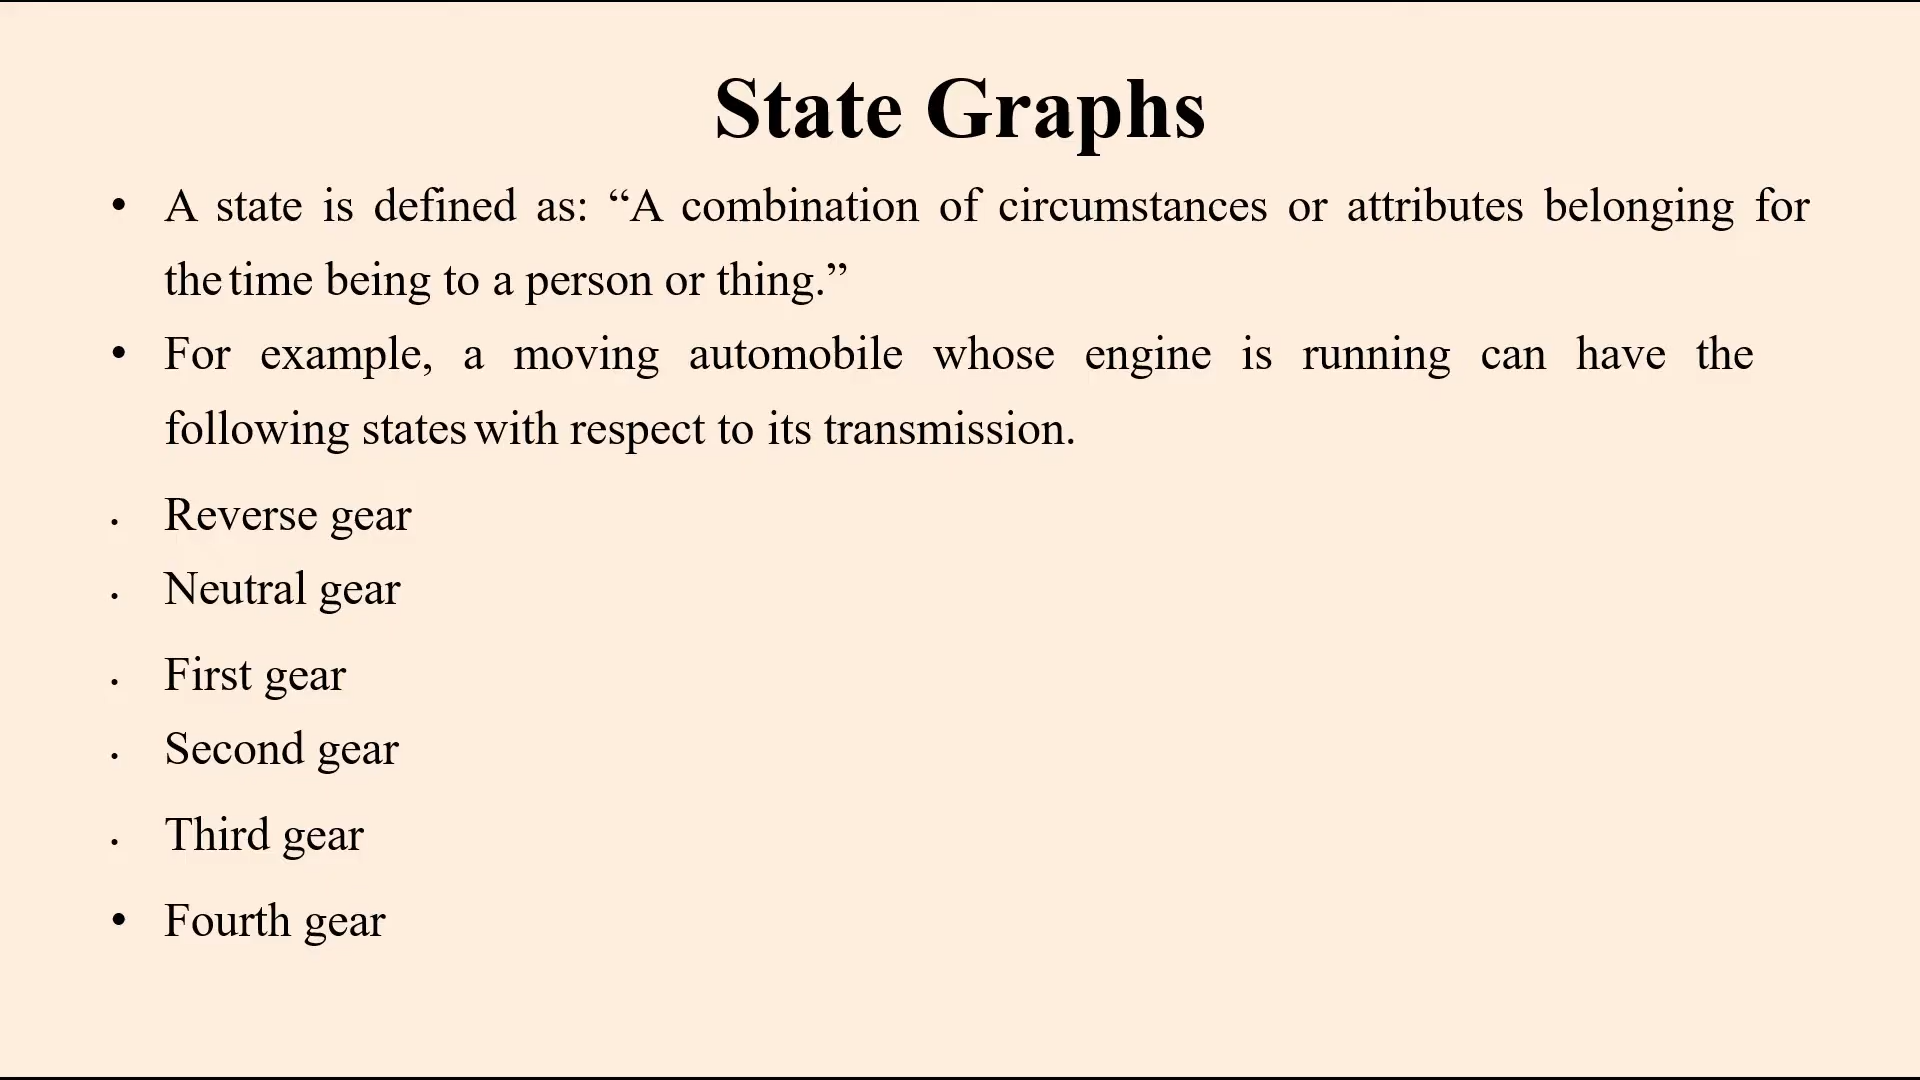 State Graphs
• A state is defined as: “A combination of circumstances or attributes belonging for
the time being to a person or thing.”
• For example, a moving automobile whose engine is running can have the
following states with respect to its transmission.
• Reverse gear
• Neutral gear
• First gear
• Second gear
• Third gear
• Fourth gear